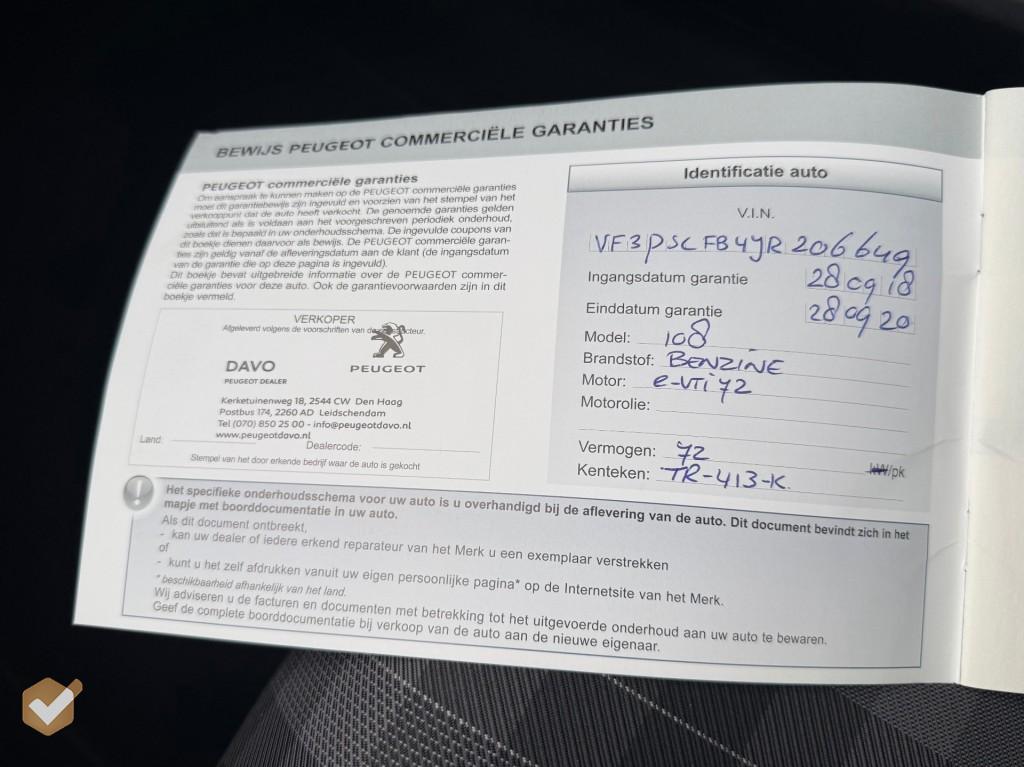 BEWIJS PEUGEOT COMMERCIËLE GARANTIES
PEUGEOT commerciële garanties
Om aanspraak te kunnen maken op de PEUGEOT commerciële garanties
moet dit garantiebewijs zijn ingevuld en voorzien van het stempel van het
verkooppunt dat de auto heeft verkocht. De genoemde garanties gelden
uitsluitend als is voldaan aan het voorgeschreven periodiek onderhoud,
zoals dat is bepaald in uw onderhoudsschema. De ingevulde coupons van
dit boekje dienen daarvoor als bewijs. De PEUGEOT commerciële garan-
ties zijn geldig vanaf de afleveringsdatum aan de klant (de ingangsdatum
van de garantie die op deze pagina is ingevuld).
Dit boekje bevat uitgebreide informatie over de PEUGEOT commer-
ciële garanties voor deze auto. Ook de garantievoorwaarden zijn in dit
boekje vermeld.
VERKOPER
Afgeleverd volgens de voorschriften van de
DAVO
PEUGEOT DEALER
PEUGEOT
Kerketuinenweg 18, 2544 CW Den Haag
Postbus 174, 2260 AD Leidschendam
Tel (070) 850 25 00 - info@peugeotdavo.nl
www.peugeotdavo.nl
Land:
Dealercode:
Stempel van het door erkende bedrijf waar de auto is gekocht
Identificatie auto
V.I.N.
VF3PSCFB4JR206649
Ingangsdatum garantie 28 09 18
Einddatum garantie 28 09 20
Model: 108
Brandstof: BENZINE
Motor: e-VTi 72
Motorolie:
Vermogen: 72 kW/pk
Kenteken: TR-413-K.
Het specifieke onderhoudsschema voor uw auto is u overhandigd bij de aflevering van de auto. Dit document bevindt zich in het
mapje met boorddocumentatie in uw auto.
Als dit document ontbreekt,
- kan uw dealer of iedere erkend reparateur van het Merk u een exemplaar verstrekken
of
- kunt u het zelf afdrukken vanuit uw eigen persoonlijke pagina* op de Internetsite van het Merk.
* beschikbaarheid afhankelijk van het land.
Wij adviseren u de facturen en documenten met betrekking tot het uitgevoerde onderhoud aan uw auto te bewaren.
Geef de complete boorddocumentatie bij verkoop van de auto aan de nieuwe eigenaar.